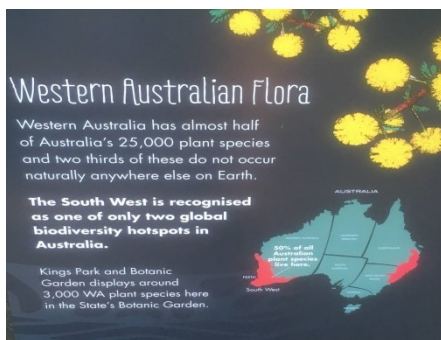 Western Australian Flora
Western Australia has almost half
of Australia's 25,000 plant species
and two thirds of these do not occur
naturally anywhere else on Earth.
The South West is recognised
as one of only two global
biodiversity hotspots in
Australia.
Kings Park and Botanic
Garden displays around
3,000 WA plant species here
in the State's Botanic Garden.
AUSTRALIA
50% of all
Australian
plant species
live here.
PERTH
South West